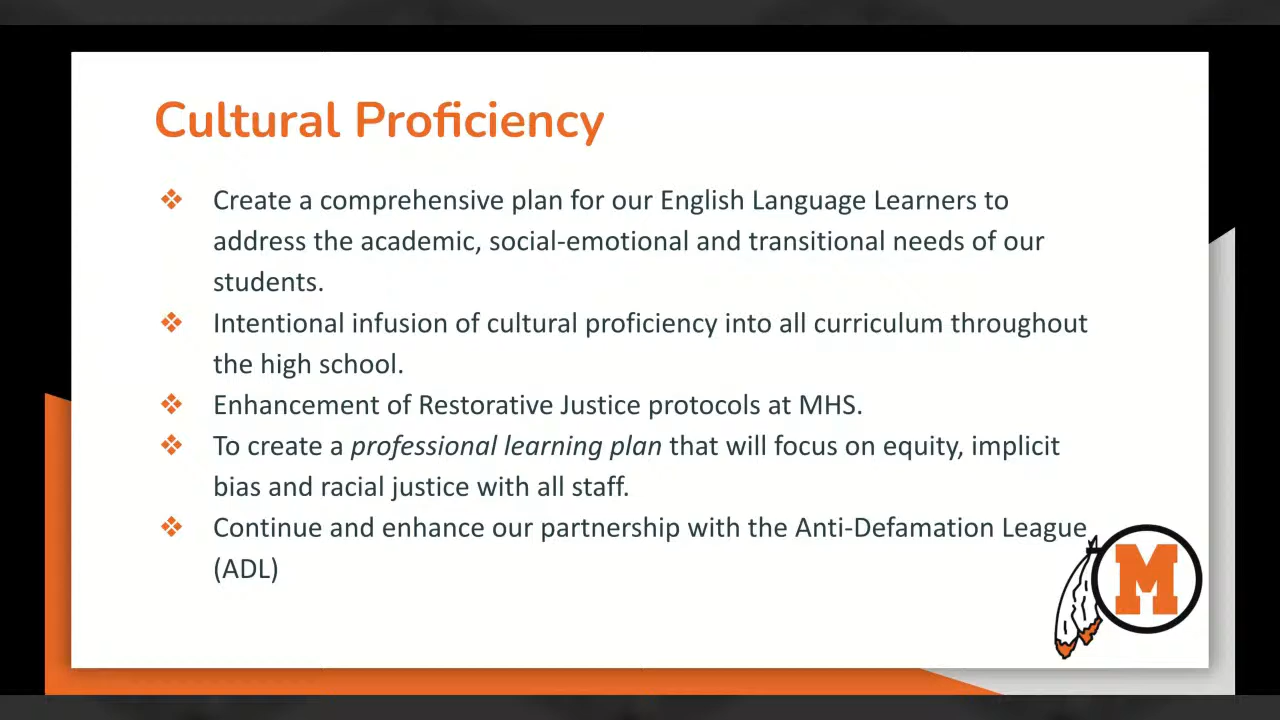 Cultural Proficiency
❖ Create a comprehensive plan for our English Language Learners to
address the academic, social-emotional and transitional needs of our
students.
❖ Intentional infusion of cultural proficiency into all curriculum throughout
the high school.
❖ Enhancement of Restorative Justice protocols at MHS.
❖ To create a professional learning plan that will focus on equity, implicit
bias and racial justice with all staff.
❖ Continue and enhance our partnership with the Anti-Defamation League
(ADL)
M